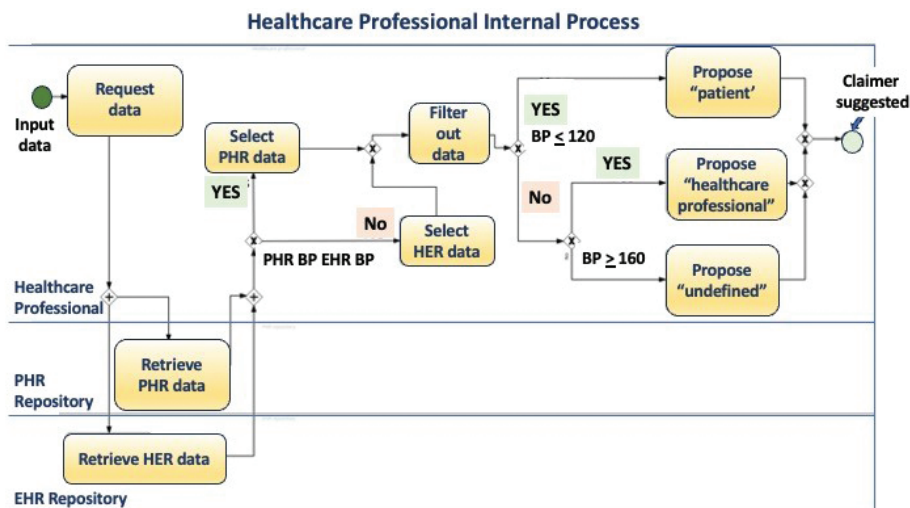 Healthcare Professional Internal Process
Request
data
Input
data
Select
PHR data
YES
Filter
out
data
YES
BP ≤ 120
Propose
“patient’
Claimer
suggested
No
YES
Propose
“healthcare
professional”
No
Select
HER data
PHR BP EHR BP
BP ≥ 160
Propose
“undefined”
Healthcare
Professional
Retrieve
PHR data
PHR
Repository
Retrieve HER data
EHR Repository